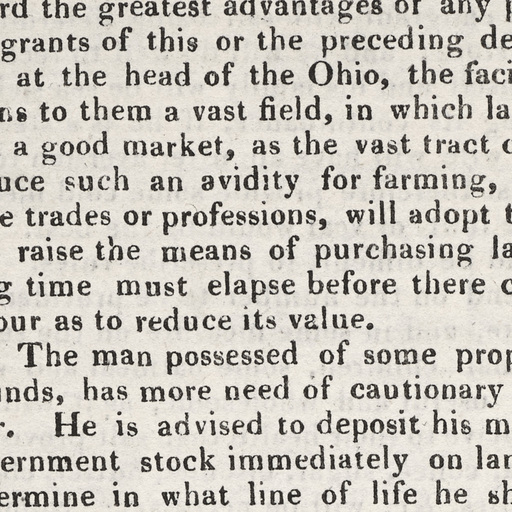 rd the greatest advantages of any p
grants of this or the preceding de
at the head of the Ohio, the faci
ns to them a vast field, in which la
a good market, as the vast tract o
uce such an avidity for farming,
e trades or professions, will adopt t
raise the means of purchasing la
g time must elapse before there c
our as to reduce its value.
The man possessed of some prop
unds, has more need of cautionary
r. He is advised to deposit his m
ernment stock immediately on lan
ermine in what line of life he sh